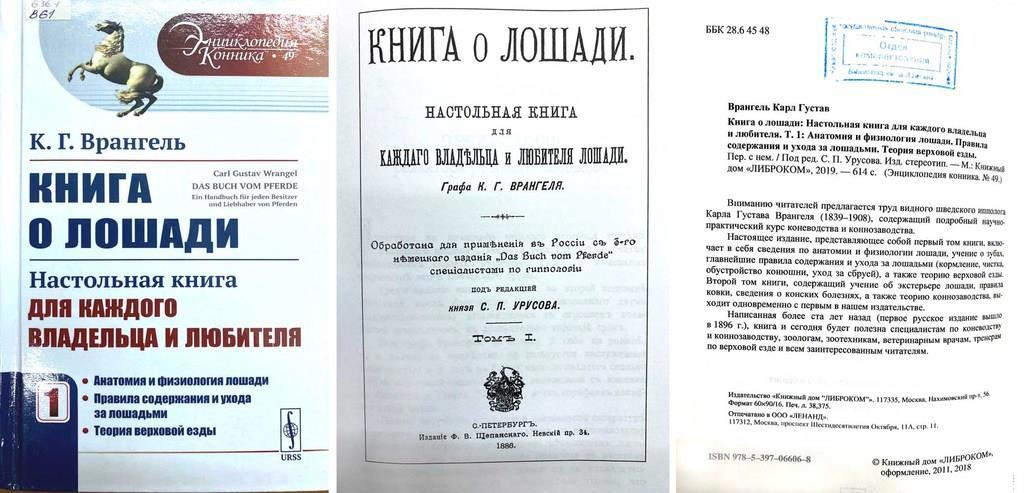 636.1
В61
Энциклопедия
Конника • 49
К. Г. Врангель
Carl Gustav Wrangel
DAS BUCH VOM PFERDE
Ein Handbuch für jeden Besitzer
und Liebhaber von Pferden
КНИГА
О ЛОШАДИ
Настольная книга
ДЛЯ КАЖДОГО
ВЛАДЕЛЬЦА И ЛЮБИТЕЛЯ
1
• Анатомия и физиология лошади
• Правила содержания и ухода
за лошадьми
• Теория верховой езды
URSS
КНИГА О ЛОШАДИ.
НАСТОЛЬНАЯ КНИГА
ДЛЯ
КАЖДАГО ВЛАДѢЛЬЦА И ЛЮБИТЕЛЯ ЛОШАДИ.
Графа К. Г. ВРАНГЕЛЯ.
Обработана для примѣненія въ Россіи съ 3-го
нѣмецкаго изданія „Das Buch vom Pferde“
спеціалистами по гиппологіи
ПОДЪ РЕДАКЦІЕЙ
князя С. П. УРУСОВА.
Томъ I.
С.-ПЕТЕРБУРГЪ.
Изданіе Ф. В. Щепанскаго. Невскій пр. 34.
1886.
ББК 28.6 45 48
Отдел
комплектования
Врангель Карл Густав
Книга о лошади: Настольная книга для каждого владельца
и любителя. Т. 1: Анатомия и физиология лошади. Правила
содержания и ухода за лошадьми. Теория верховой езды.
Пер. с нем. / Под ред. С. П. Урусова. Изд. стереотип. — М.: Книжный
дом «ЛИБРОКОМ», 2019. — 614 с. (Энциклопедия конника. № 49.)
Вниманию читателей предлагается труд видного шведского иппolога
Карла Густава Врангеля (1839–1908), содержащий подробный научно-
практический курс коневодства и коннозаводства.
Настоящее издание, представляющее собой первый том книги, вклю-
чает в себя сведения по анатомии и физиологии лошади, учение о зубах,
главнейшие правила содержания и ухода за лошадьми (кормление, чистка,
обустройство конюшни, уход за сбруей), а также теорию верховой езды.
Второй том книги, содержащий учение об экстерьере лошади, правила
ковки, сведения о конских болезнях, а также теорию коннозаводства, вы-
ходит одновременно с первым в нашем издательстве.
Написанная более ста лет назад (первое русское издание вышло
в 1896 г.), книга и сегодня будет полезна специалистам по коневодству
и коннозаводству, зоологам, зоотехникам, ветеринарным врачам, тренерам
по верховой езде и всем заинтересованным читателям.
Издательство «Книжный дом "ЛИБРОКОМ"». 117335, Москва, Нахимовский пр-т, 56.
Формат 60х90/16. Печ. л. 38,375.
Отпечатано в ООО «ЛЕНАНД».
117312, Москва, проспект Шестидесятилетия Октября, 11А, стр. 11.
ISBN 978–5–397–06606–8
© Книжный дом «ЛИБРОКОМ»,
оформление, 2011, 2018